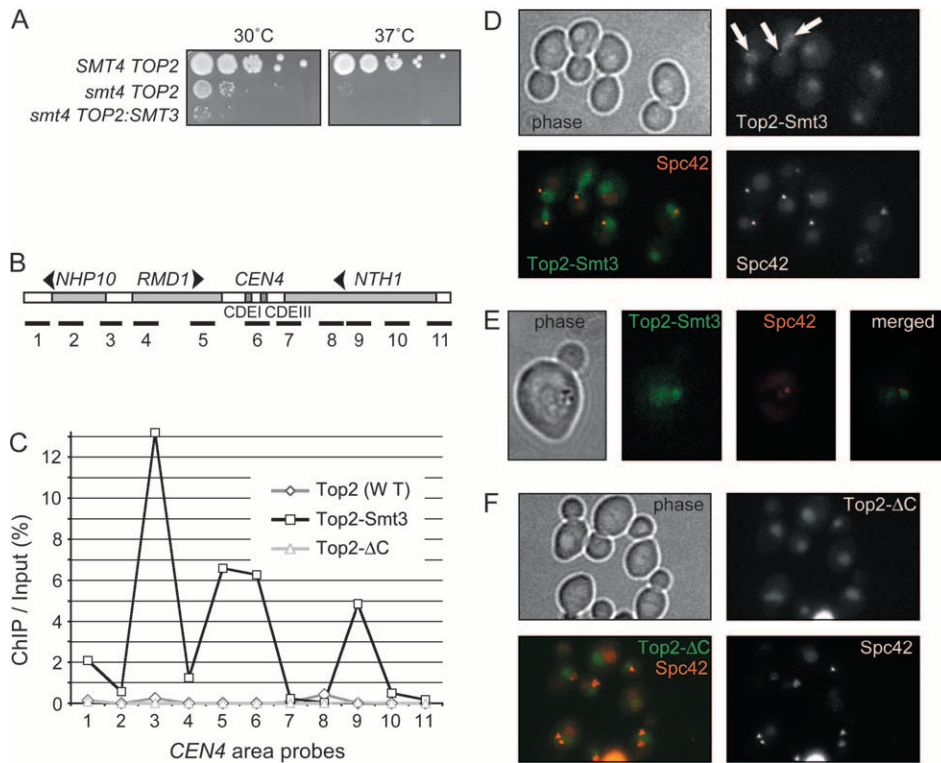 A
30˚C 37˚C
SMT4 TOP2
smt4 TOP2
smt4 TOP2:SMT3
B
NHP10 RMD1 CEN4 NTH1
CDEI CDEIII
1 2 3 4 5 6 7 8 9 10 11
C
ChIP / Input (%)
12
10
8
6
4
2
0
Top2 (W T)
Top2-Smt3
Top2-ΔC
1 2 3 4 5 6 7 8 9 10 11
CEN4 area probes
D
phase
Top2-Smt3
Spc42
Top2-Smt3
Spc42
E
phase
Top2-Smt3
Spc42
merged
F
phase
Top2-ΔC
Top2-ΔC
Spc42
Spc42